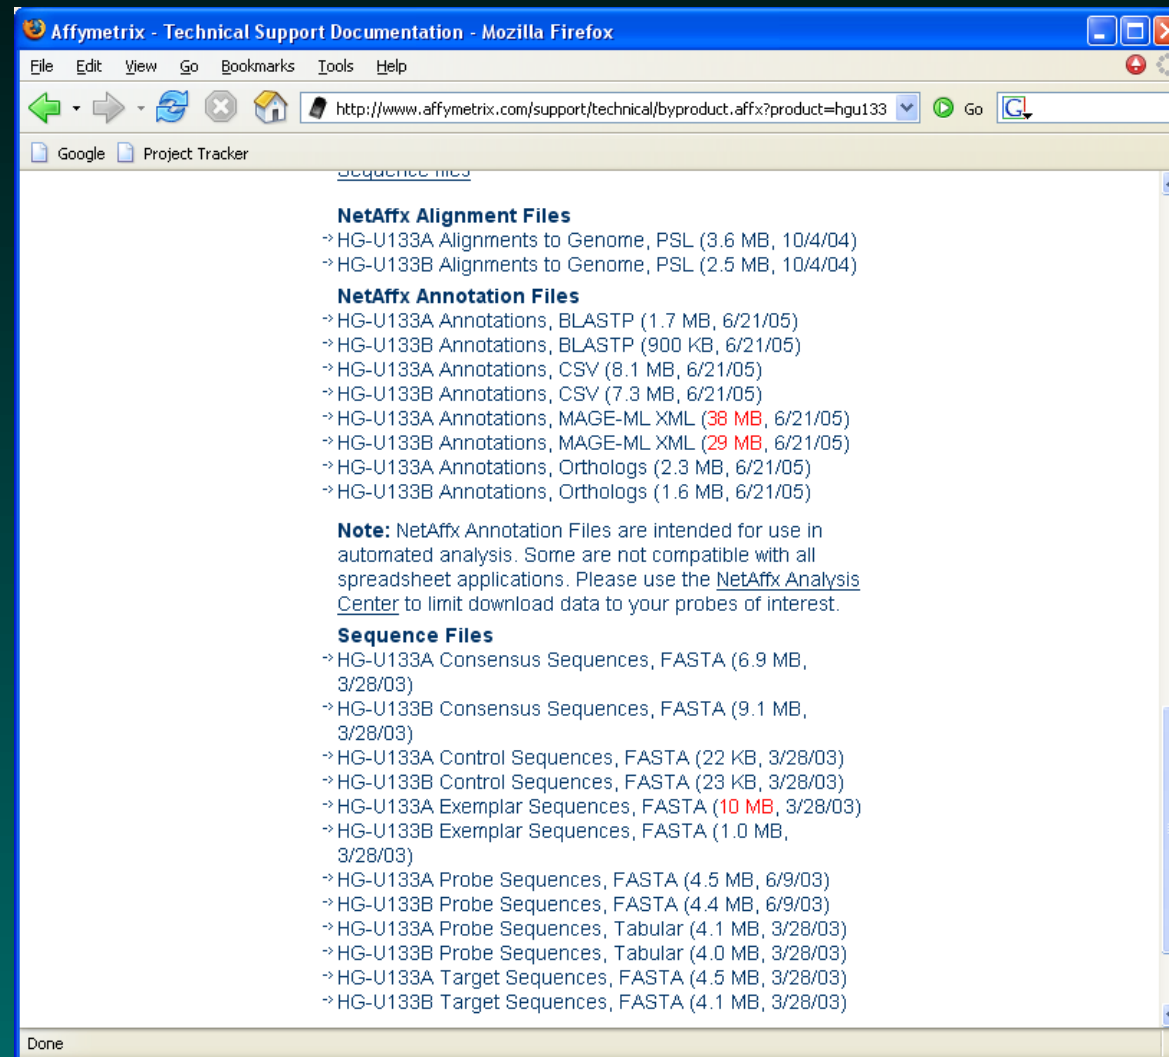 Affymetrix - Technical Support Documentation - Mozilla Firefox
File Edit View Go Bookmarks Tools Help
http://www.affymetrix.com/support/technical/byproduct.affx?product=hgu133 Go G
Google Project Tracker
Sequence files
NetAffx Alignment Files
->HG-U133A Alignments to Genome, PSL (3.6 MB, 10/4/04)
->HG-U133B Alignments to Genome, PSL (2.5 MB, 10/4/04)
NetAffx Annotation Files
->HG-U133A Annotations, BLASTP (1.7 MB, 6/21/05)
->HG-U133B Annotations, BLASTP (900 KB, 6/21/05)
->HG-U133A Annotations, CSV (8.1 MB, 6/21/05)
->HG-U133B Annotations, CSV (7.3 MB, 6/21/05)
->HG-U133A Annotations, MAGE-ML XML (38 MB, 6/21/05)
->HG-U133B Annotations, MAGE-ML XML (29 MB, 6/21/05)
->HG-U133A Annotations, Orthologs (2.3 MB, 6/21/05)
->HG-U133B Annotations, Orthologs (1.6 MB, 6/21/05)
Note: NetAffx Annotation Files are intended for use in
automated analysis. Some are not compatible with all
spreadsheet applications. Please use the NetAffx Analysis
Center to limit download data to your probes of interest.
Sequence Files
->HG-U133A Consensus Sequences, FASTA (6.9 MB,
3/28/03)
->HG-U133B Consensus Sequences, FASTA (9.1 MB,
3/28/03)
->HG-U133A Control Sequences, FASTA (22 KB, 3/28/03)
->HG-U133B Control Sequences, FASTA (23 KB, 3/28/03)
->HG-U133A Exemplar Sequences, FASTA (10 MB, 3/28/03)
->HG-U133B Exemplar Sequences, FASTA (1.0 MB,
3/28/03)
->HG-U133A Probe Sequences, FASTA (4.5 MB, 6/9/03)
->HG-U133B Probe Sequences, FASTA (4.4 MB, 6/9/03)
->HG-U133A Probe Sequences, Tabular (4.1 MB, 3/28/03)
->HG-U133B Probe Sequences, Tabular (4.0 MB, 3/28/03)
->HG-U133A Target Sequences, FASTA (4.5 MB, 3/28/03)
->HG-U133B Target Sequences, FASTA (4.1 MB, 3/28/03)
Done